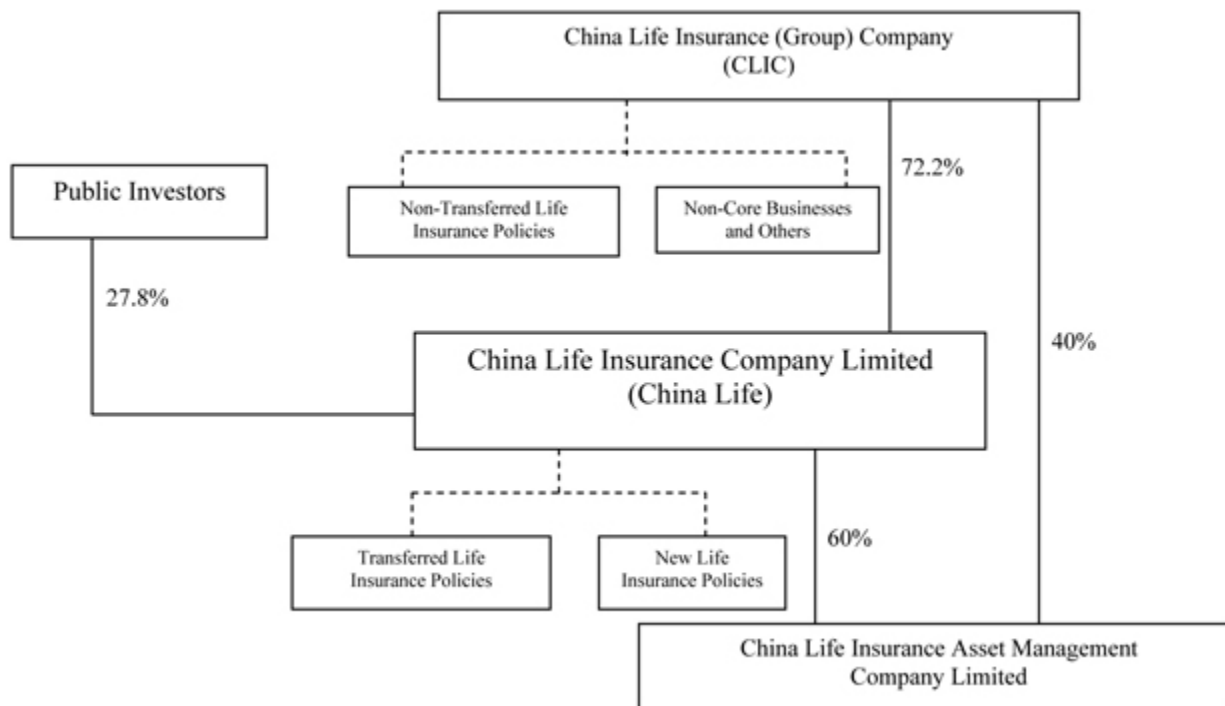 China Life Insurance (Group) Company
(CLIC)
72.2%
Public Investors
Non-Transferred Life
Insurance Policies
Non-Core Businesses
and Others
27.8%
40%
China Life Insurance Company Limited
(China Life)
60%
Transferred Life
Insurance Policies
New Life
Insurance Policies
China Life Insurance Asset Management
Company Limited